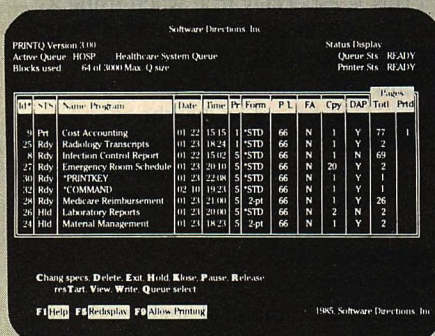 Software Directions, Inc.
PRINTQ Version 3.00 Status Display
Active Queue HOSP Healthcare System Queue Queue Sts READY
Blocks used 64 of 3000 Max. Q size Printer Sts READY
Pages
Id* STS Name/Program Date Time Pr Form P L FA Cpy DAP Totl Prtd
9 Prt Cost Accounting 01 22 15:15 1 *STD 66 N 1 Y 77 1
25 Rdy Radiology Transcripts 01 23 18:24 1 *STD 66 N 1 Y 2
8 Rdy Infection Control Report 01 22 15:02 5 *STD 66 N 1 N 69
27 Rdy Emergency Room Schedule 01 23 20:10 5 *STD 66 N 20 Y 2
30 Rdy *PRINTKEY 01 23 22:08 5 *STD 66 N 1 Y 1
32 Rdy *COMMAND 02 10 19:23 5 *STD 66 N 1 Y 1
28 Rdy Medicare Reimbursement 01 23 21:00 5 2-pt 66 N 1 Y 26
26 Hld Laboratory Reports 01 23 20:00 5 *STD 66 N 2 N 2
24 Hld Material Management 01 23 18:23 5 2-pt 66 N 1 Y 2
Chang specs, Delete, Exit, Hold, Klose, Pause, Release
resTart, View, Write, Queue select
F1 Help F5 Redisplay F9 Allow Printing 1985, Software Directions, Inc.